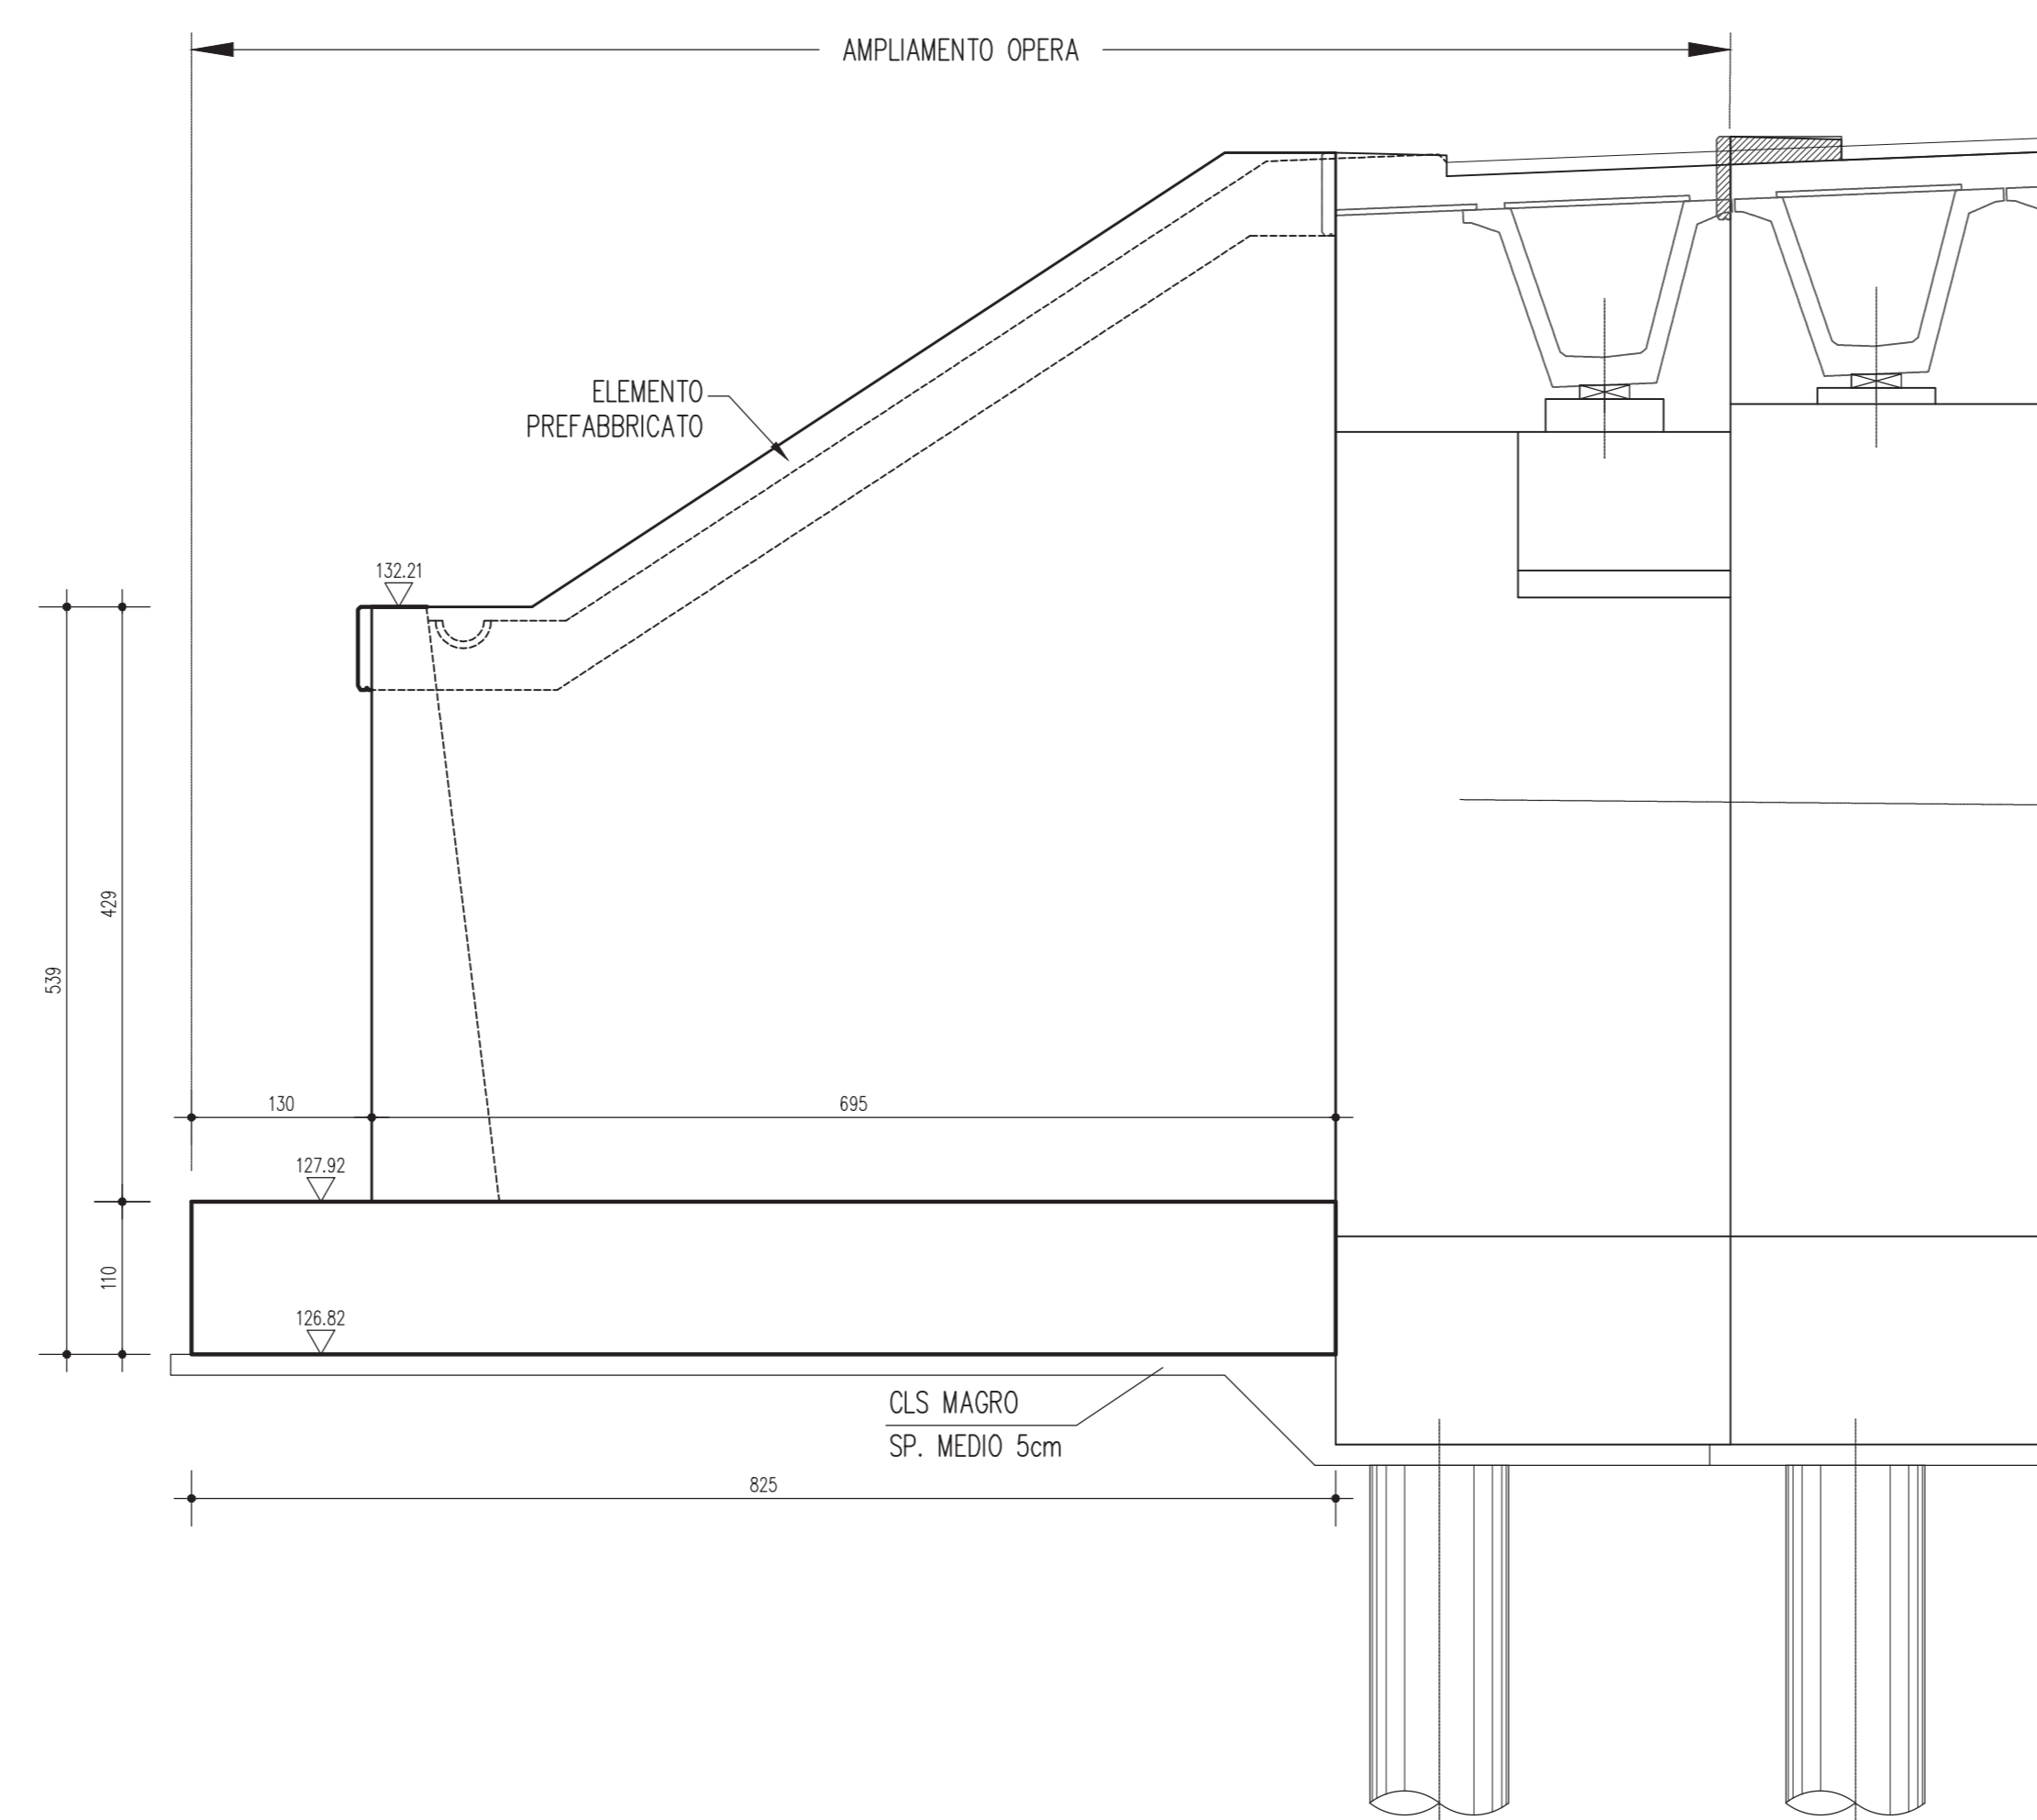 AMPLIAMENTO OPERA
ELEMENTO
PREFABBRICATO
132.21
429
539
130
695
127.92
110
126.82
CLS MAGRO
SP. MEDIO 5cm
825